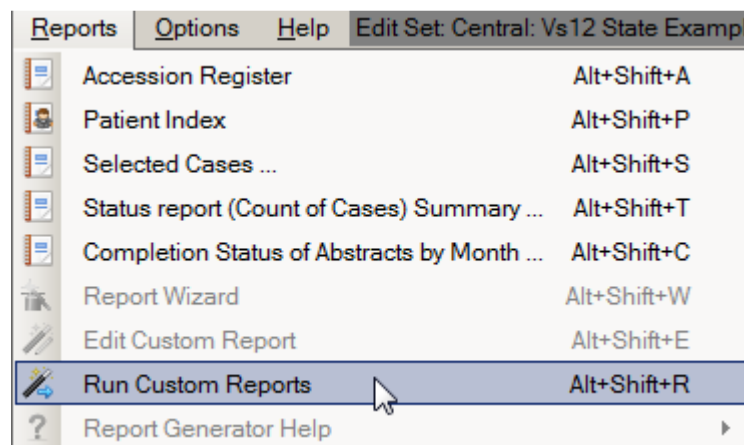 Reports Options Help Edit Set: Central: Vs12 State Exampl
Accession Register Alt+Shift+A
Patient Index Alt+Shift+P
Selected Cases ... Alt+Shift+S
Status report (Count of Cases) Summary ... Alt+Shift+T
Completion Status of Abstracts by Month ... Alt+Shift+C
Report Wizard Alt+Shift+W
Edit Custom Report Alt+Shift+E
Run Custom Reports Alt+Shift+R
Report Generator Help